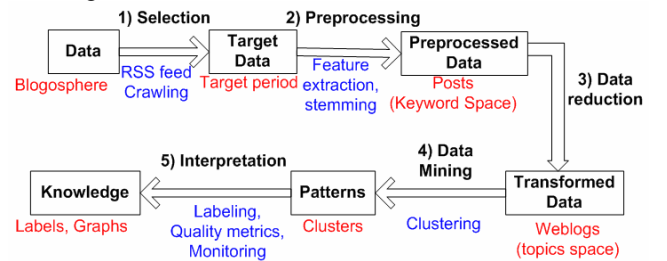 1) Selection
2) Preprocessing
Data
Target
Data
Preprocessed
Data
Blogosphere
RSS feed
Crawling
Target period
Feature
extraction,
stemming
Posts
(Keyword Space)
3) Data
reduction
5) Interpretation
4) Data
Mining
Knowledge
Patterns
Transformed
Data
Labels, Graphs
Labeling,
Quality metrics,
Monitoring
Clusters
Clustering
Weblogs
(topics space)